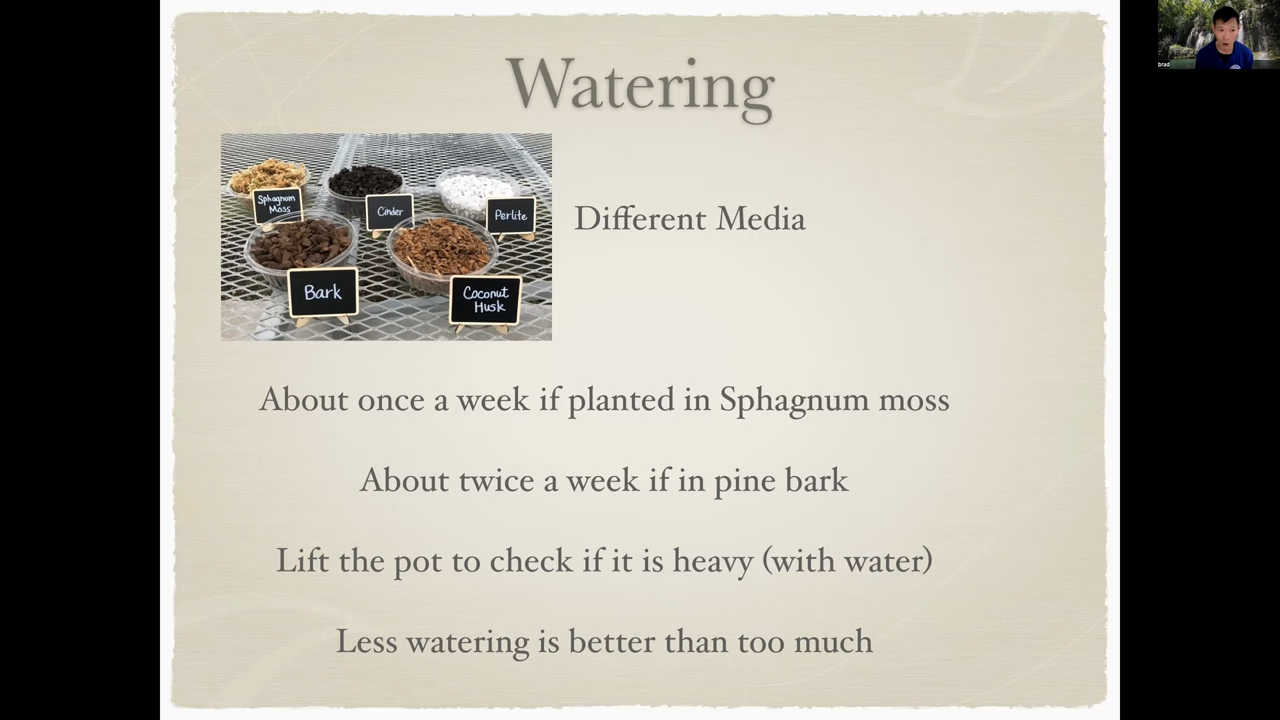 Watering
Sphagnum
Moss
Cinder
Perlite
Bark
Coconut
Husk
Different Media
About once a week if planted in Sphagnum moss
About twice a week if in pine bark
Lift the pot to check if it is heavy (with water)
Less watering is better than too much
brad